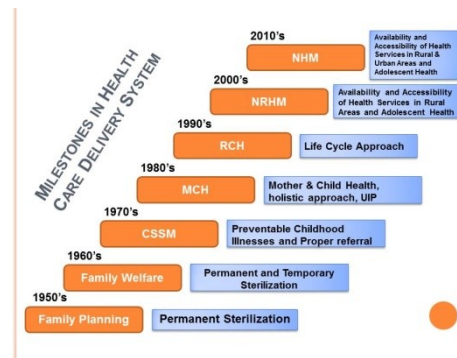 MILESTONES IN HEALTH
CARE DELIVERY SYSTEM
2010's
NHM
Availability and
Accessibility of Health
Services in Rural &
Urban Areas and
Adolescent Health
2000's
NRHM
Availability and Accessibility
of Health Services in Rural
Areas and Adolescent Health
1990's
RCH
Life Cycle Approach
1980's
MCH
Mother & Child Health,
holistic approach, UIP
1970's
CSSM
Preventable Childhood
Illnesses and Proper referral
1960's
Family Welfare
Permanent and Temporary
Sterilization
1950's
Family Planning
Permanent Sterilization